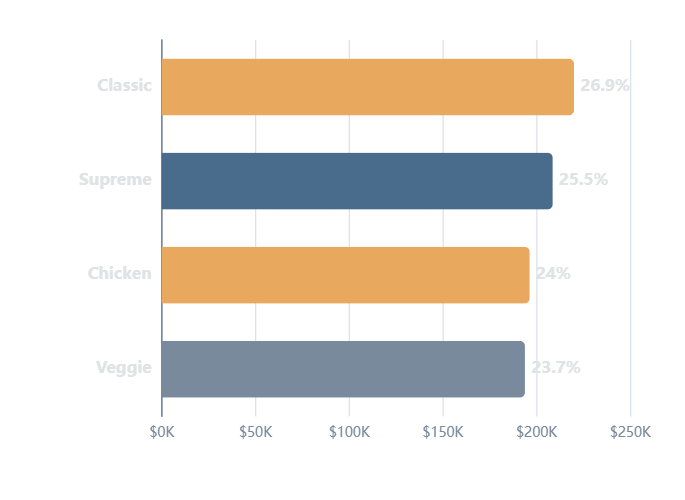 Classic 26.9%
Supreme 25.5%
Chicken 24%
Veggie 23.7%
$0K $50K $100K $150K $200K $250K